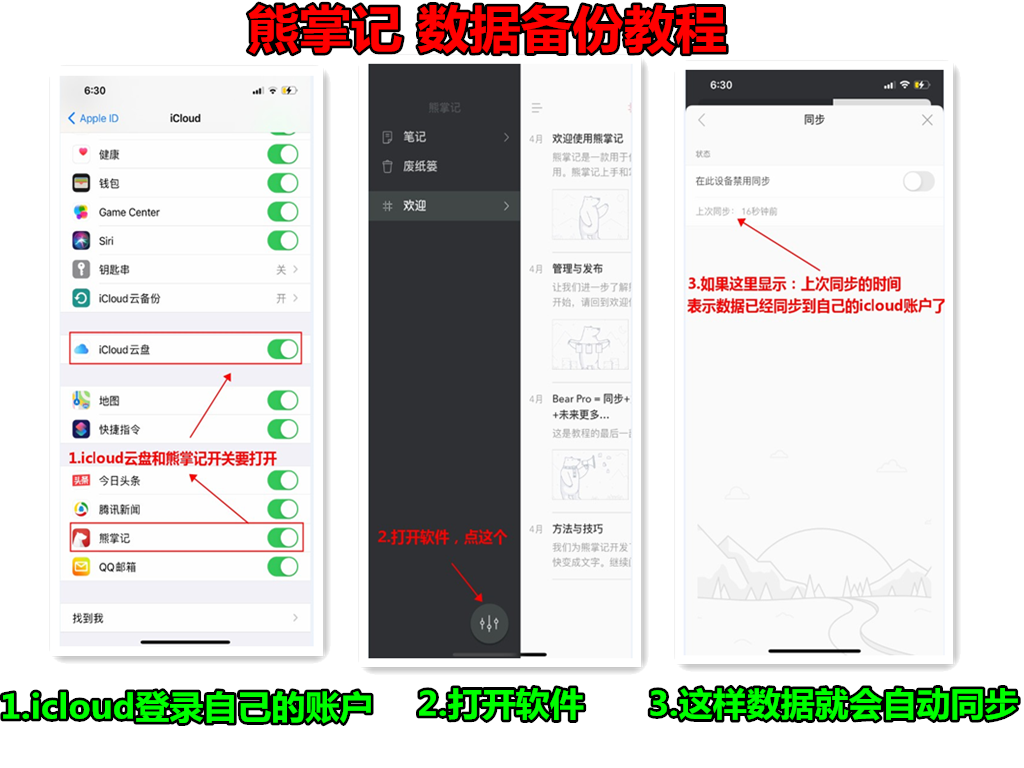 熊掌记 数据备份教程
6:30
Apple ID
iCloud
健康
钱包
Game Center
Siri
钥匙串
关
iCloud云备份
开
iCloud云盘
地图
快捷指令
1.icloud云盘和熊掌记开关要打开
头条
今日头条
腾讯新闻
熊掌记
QQ邮箱
找到我
熊掌记
笔记
废纸篓
欢迎
2.打开软件，点这个
4月
欢迎使用熊掌记
熊掌记是一款用于
用。熊掌记上手和
4月
管理与发布
让我们进一步了解
开始，请回到欢迎
4月
Bear Pro = 同步+
+未来更多...
这是教程的最后一
4月
方法与技巧
我们为熊掌记开发
快变成文字。继续
6:30
同步
状态
在此设备禁用同步
上次同步： 16秒钟前
3.如果这里显示：上次同步的时间
表示数据已经同步到自己的icloud账户了
1.icloud登录自己的账户
2.打开软件
3.这样数据就会自动同步